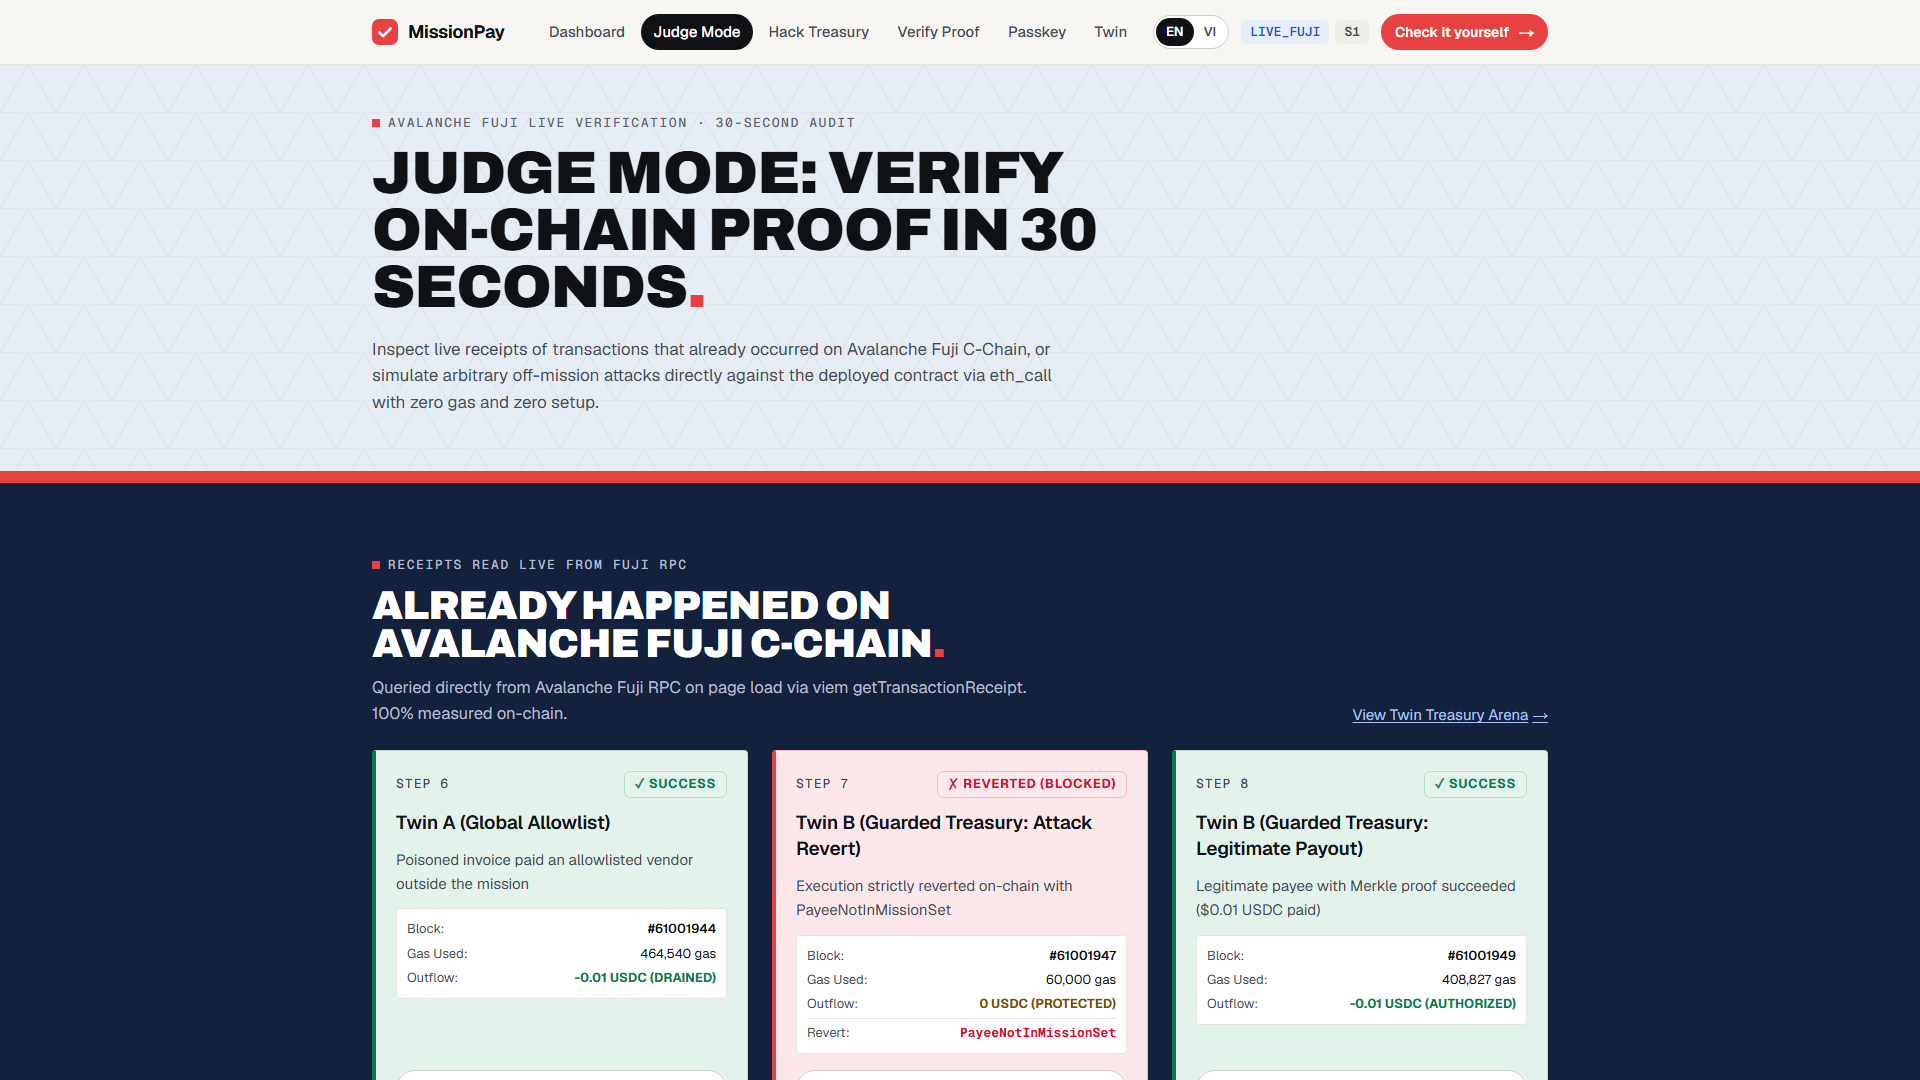 MissionPay
Dashboard
Judge Mode
Hack Treasury
Verify Proof
Passkey
Twin
EN
VI
LIVE_FUJI
S1
Check it yourself →
AVALANCHE FUJI LIVE VERIFICATION · 30-SECOND AUDIT
JUDGE MODE: VERIFY
ON-CHAIN PROOF IN 30
SECONDS.
Inspect live receipts of transactions that already occurred on Avalanche Fuji C-Chain, or
simulate arbitrary off-mission attacks directly against the deployed contract via eth_call
with zero gas and zero setup.
RECEIPTS READ LIVE FROM FUJI RPC
ALREADY HAPPENED ON
AVALANCHE FUJI C-CHAIN.
Queried directly from Avalanche Fuji RPC on page load via viem getTransactionReceipt.
100% measured on-chain.
View Twin Treasury Arena →
STEP 6
✓ SUCCESS
Twin A (Global Allowlist)
Poisoned invoice paid an allowlisted vendor
outside the mission
Block: #61001944
Gas Used: 464,540 gas
Outflow: -0.01 USDC (DRAINED)
STEP 7
✗ REVERTED (BLOCKED)
Twin B (Guarded Treasury: Attack
Revert)
Execution strictly reverted on-chain with
PayeeNotInMissionSet
Block: #61001947
Gas Used: 60,000 gas
Outflow: 0 USDC (PROTECTED)
Revert: PayeeNotInMissionSet
STEP 8
✓ SUCCESS
Twin B (Guarded Treasury:
Legitimate Payout)
Legitimate payee with Merkle proof succeeded
($0.01 USDC paid)
Block: #61001949
Gas Used: 408,827 gas
Outflow: -0.01 USDC (AUTHORIZED)